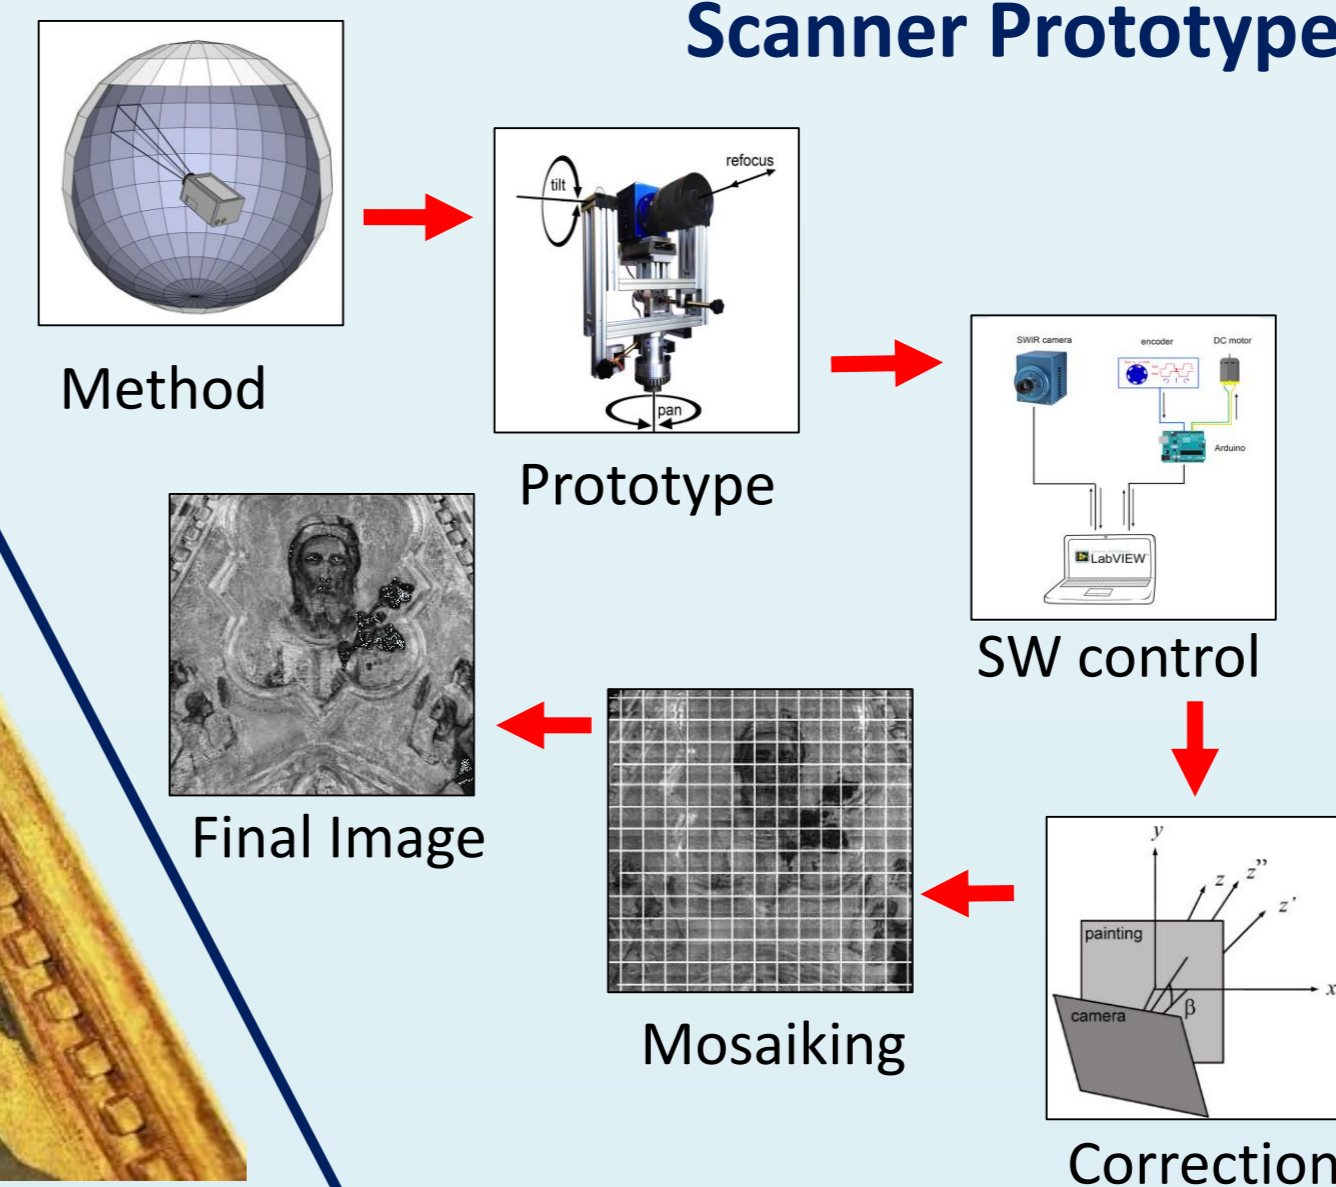 Scanner Prototype
Method
tilt
refocus
pan
Prototype
SWIR camera
encoder
DC motor
Arduino
LabVIEW
SW control
y
z
z”
z’
painting
x
β
camera
Correction
Mosaiking
Final Image